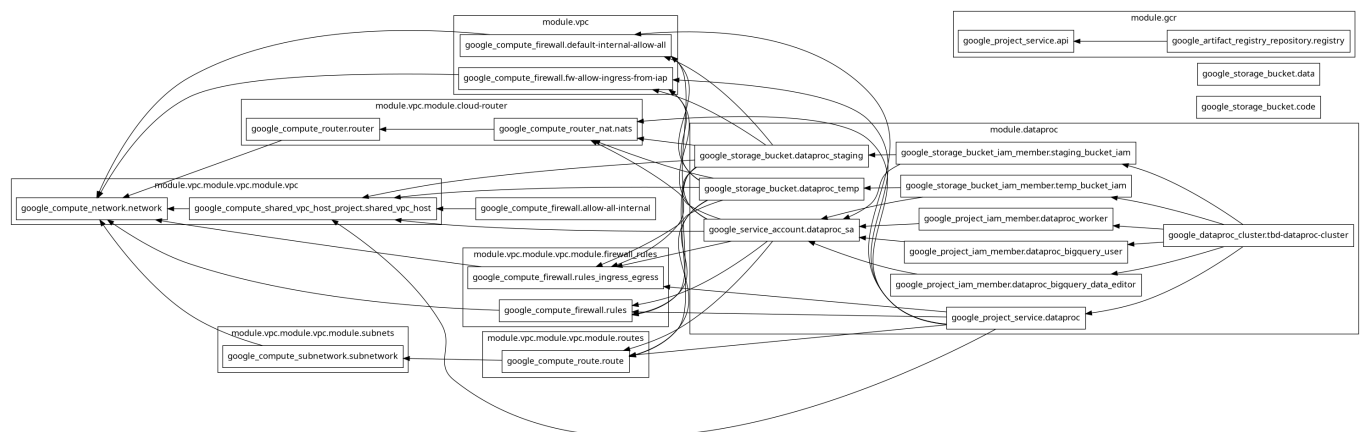 module.vpc
google_compute_firewall.default-internal-allow-all
google_compute_firewall.fw-allow-ingress-from-iap
module.gcr
google_project_service.api
google_artifact_registry_repository.registry
google_storage_bucket.data
google_storage_bucket.code
module.vpc.module.cloud-router
google_compute_router.router
google_compute_router_nat.nats
module.dataproc
google_storage_bucket.dataproc_staging
google_storage_bucket_iam_member.staging_bucket_iam
google_storage_bucket.dataproc_temp
google_storage_bucket_iam_member.temp_bucket_iam
google_service_account.dataproc_sa
google_project_iam_member.dataproc_worker
google_dataproc_cluster.tbd-dataproc-cluster
google_project_iam_member.dataproc_bigquery_user
google_project_iam_member.dataproc_bigquery_data_editor
google_project_service.dataproc
module.vpc.module.vpc.module.vpc
google_compute_network.network
google_compute_shared_vpc_host_project.shared_vpc_host
google_compute_firewall.allow-all-internal
module.vpc.module.vpc.module.firewall_rules
google_compute_firewall.rules_ingress_egress
google_compute_firewall.rules
module.vpc.module.vpc.module.subnets
google_compute_subnetwork.subnetwork
module.vpc.module.vpc.module.routes
google_compute_route.route